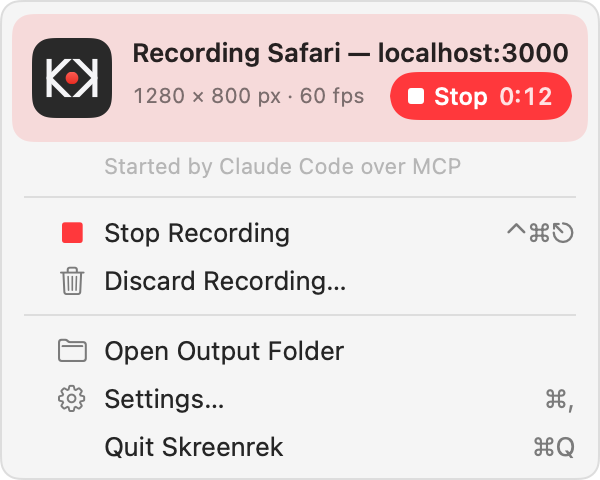 Recording Safari — localhost:3000
1280 × 800 px · 60 fps
Stop 0:12
Started by Claude Code over MCP
Stop Recording ^⌘⎋
Discard Recording…
Open Output Folder
Settings… ⌘,
Quit Skreenrek ⌘Q